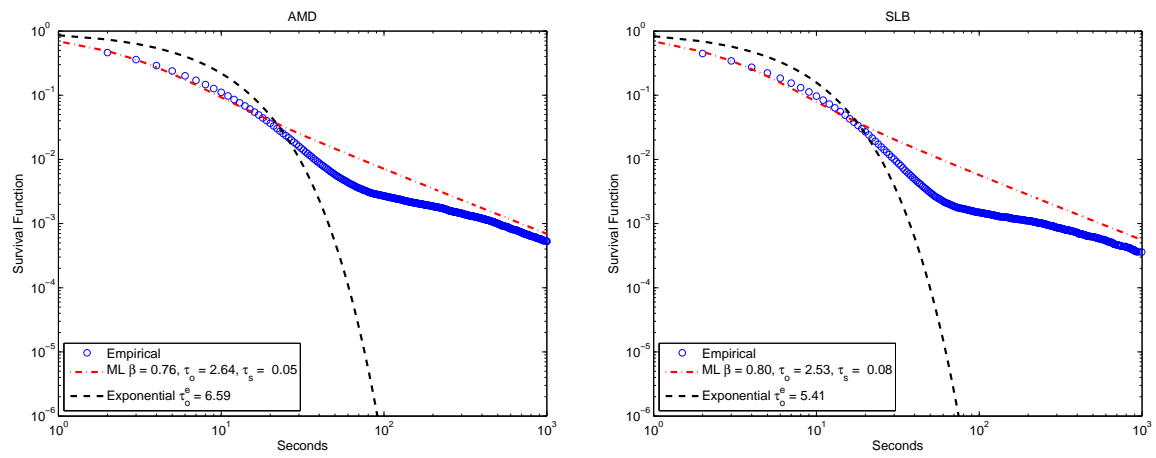 AMD
10^0
10^-1
10^-2
10^-3
10^-4
10^-5
10^-6
Survival Function
Empirical
ML β = 0.76, τ_o = 2.64, τ_s = 0.05
Exponential τ_o^e = 6.59
10^0 10^1 10^2 10^3
Seconds
SLB
10^0
10^-1
10^-2
10^-3
10^-4
10^-5
10^-6
Survival Function
Empirical
ML β = 0.80, τ_o = 2.53, τ_s = 0.08
Exponential τ_o^e = 5.41
10^0 10^1 10^2 10^3
Seconds